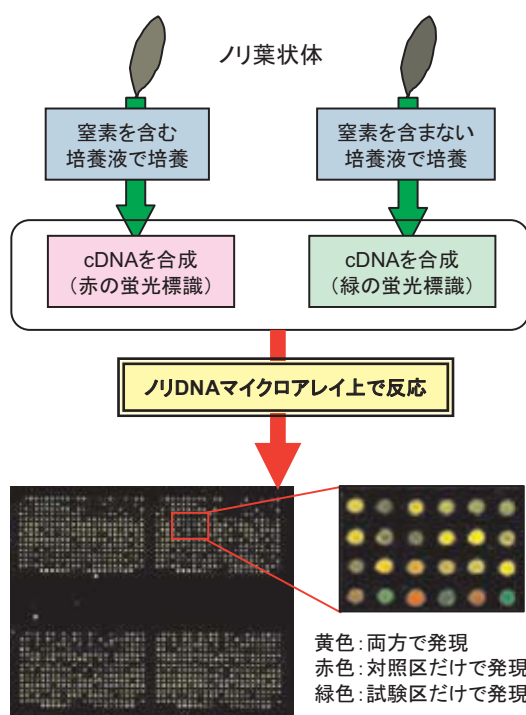 ノリ葉状体
窒素を含む
培養液で培養
窒素を含まない
培養液で培養
cDNAを合成
（赤の蛍光標識）
cDNAを合成
（緑の蛍光標識）
ノリDNAマイクロアレイ上で反応
黄色：両方で発現
赤色：対照区だけで発現
緑色：試験区だけで発現